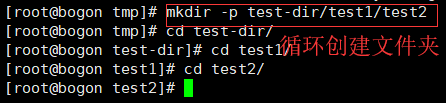 [root@bogon tmp]# mkdir -p test-dir/test1/test2
[root@bogon tmp]# cd test-dir/
[root@bogon test-dir]# cd test1/
[root@bogon test1]# cd test2/
[root@bogon test2]#
循环创建文件夹